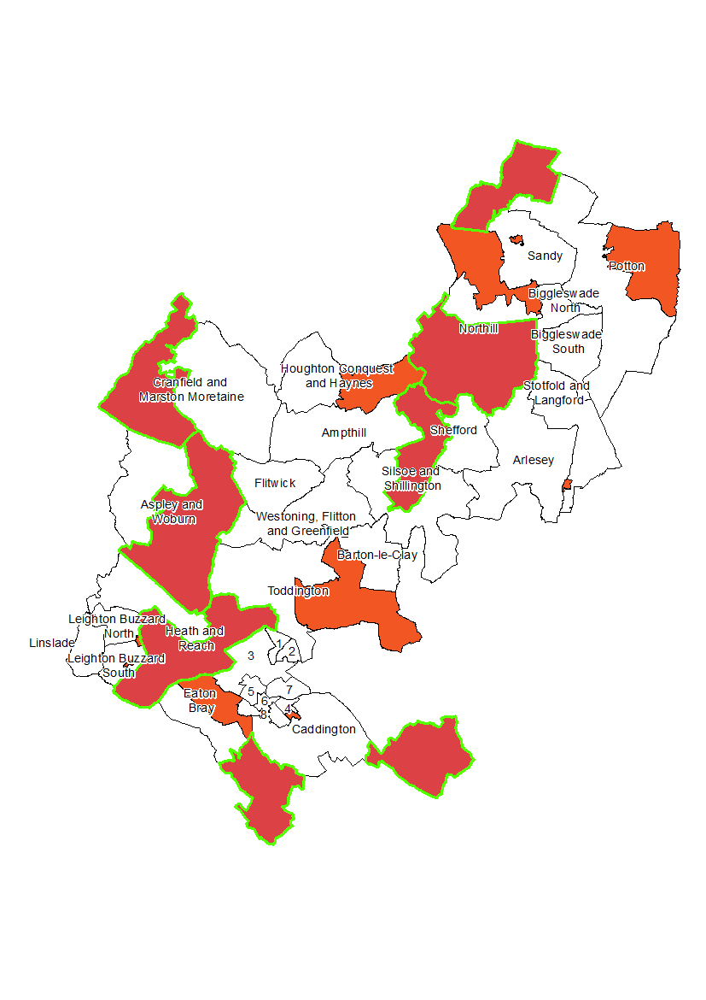 Sandy
Potton
Biggleswade
North
Northill
Biggleswade
South
Houghton Conquest
and Haynes
Cranfield and
Marston Moretaine
Stotfold and
Langford
Ampthill
Shefford
Arlesey
Flitwick
Silsoe and
Shillington
Aspley and
Woburn
Westoning, Flitton
and Greenfield
Barton-le-Clay
Toddington
Leighton Buzzard
North
Heath and
Reach
Linslade
1
2
3
Leighton Buzzard
South
Eaton
Bray
5
7
6
4
8
Caddington